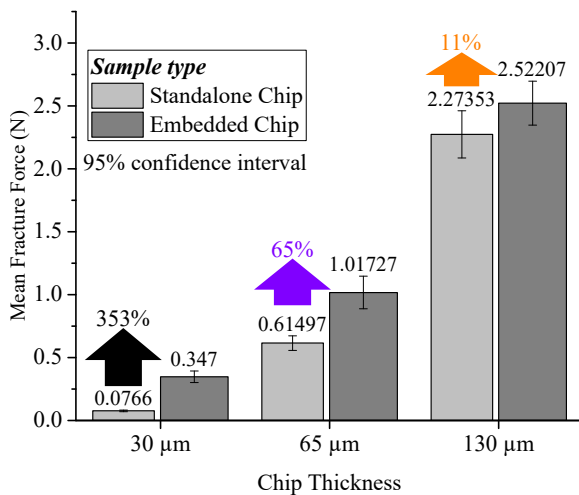 3.0
2.5
2.0
1.5
1.0
0.5
0.0
Mean Fracture Force (N)
Sample type
Standalone Chip
Embedded Chip
95% confidence interval
353%
0.0766
0.347
65%
0.61497
1.01727
11%
2.27353
2.52207
30 µm
65 µm
130 µm
Chip Thickness